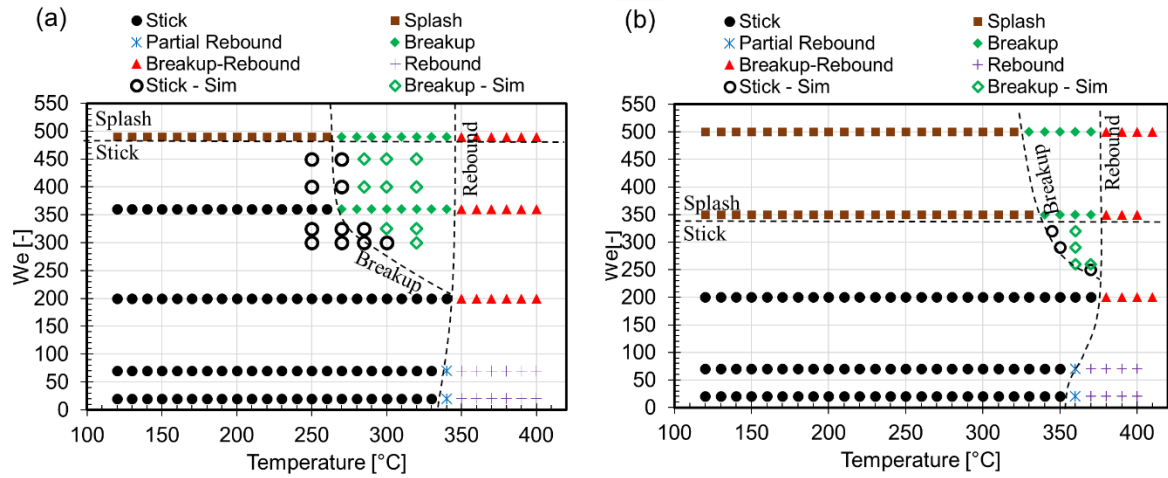 (a)
Stick Splash
Partial Rebound Breakup
Breakup-Rebound Rebound
Stick - Sim Breakup - Sim
550
500
450
400
350
300
250
200
150
100
50
0
We [-]
Splash
Stick
Breakup
Rebound
100 150 200 250 300 350 400
Temperature [°C]
(b)
Stick Splash
Partial Rebound Breakup
Breakup-Rebound Rebound
Stick - Sim Breakup - Sim
550
500
450
400
350
300
250
200
150
100
50
0
We[-]
Splash
Stick
Breakup
Rebound
100 150 200 250 300 350 400
Temperature [°C]